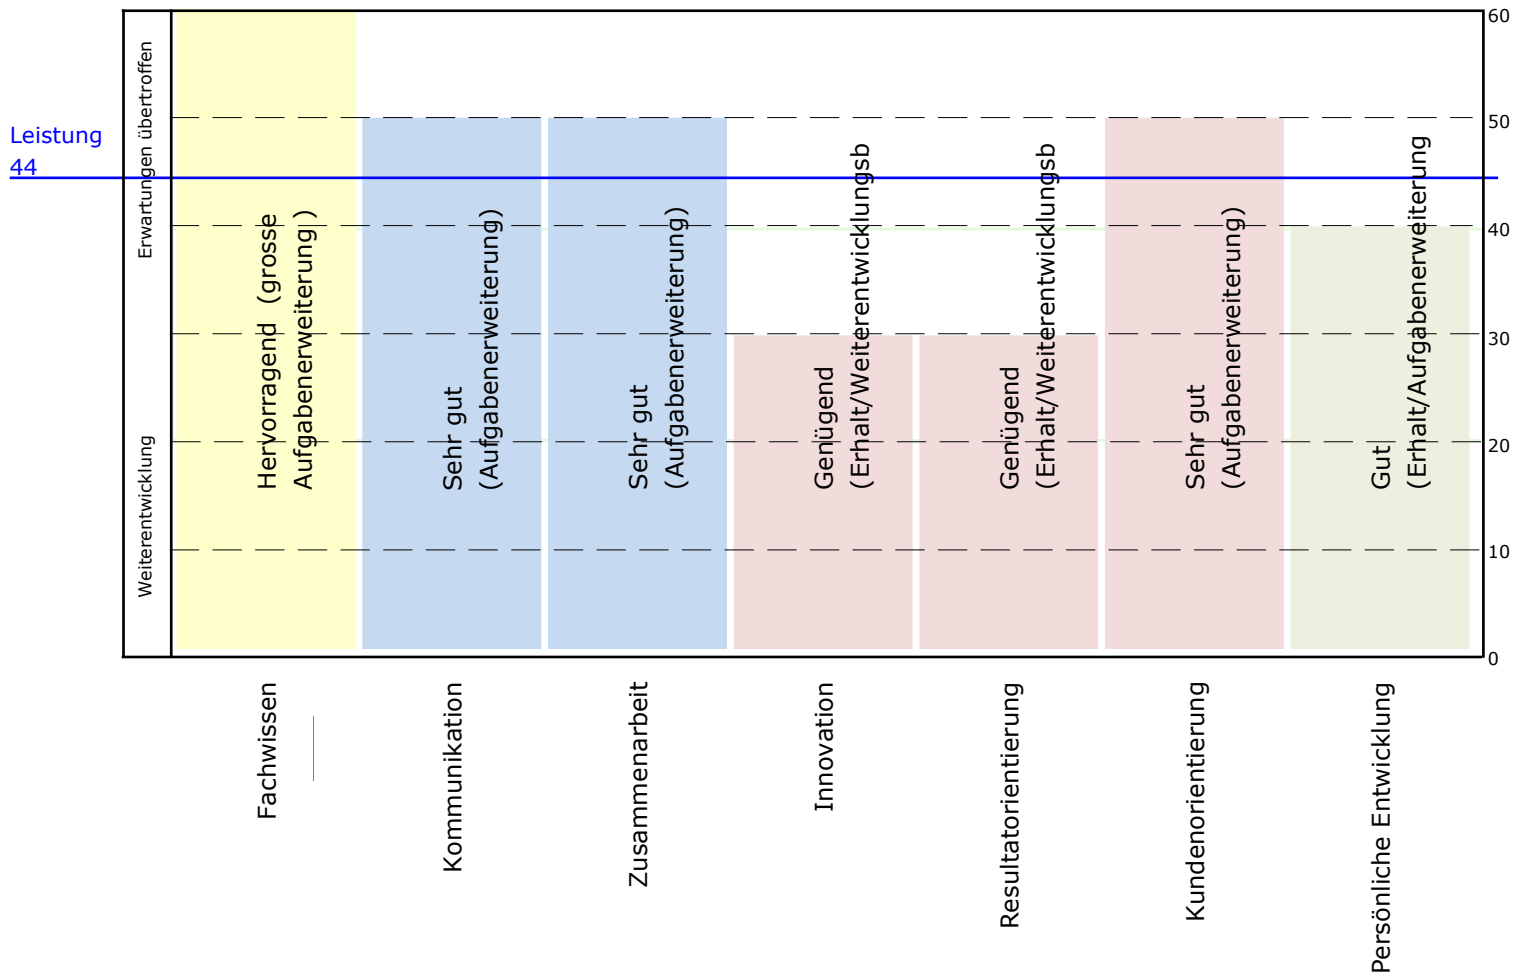 Leistung
44
Erwartungen übertroffen
Weiterentwicklung
Hervorragend (grosse
Aufgabenerweiterung )
Sehr gut
(Aufgabenerweiterung)
Sehr gut
(Aufgabenerweiterung)
Genügend
(Erhalt/Weiterentwicklungsb
Genügend
(Erhalt/Weiterentwicklungsb
Sehr gut
(Aufgabenerweiterung)
Gut
(Erhalt/Aufgabenerweiterung
60
50
40
30
20
10
0
Fachwissen
Kommunikation
Zusammenarbeit
Innovation
Resultatorientierung
Kundenorientierung
Persönliche Entwicklung